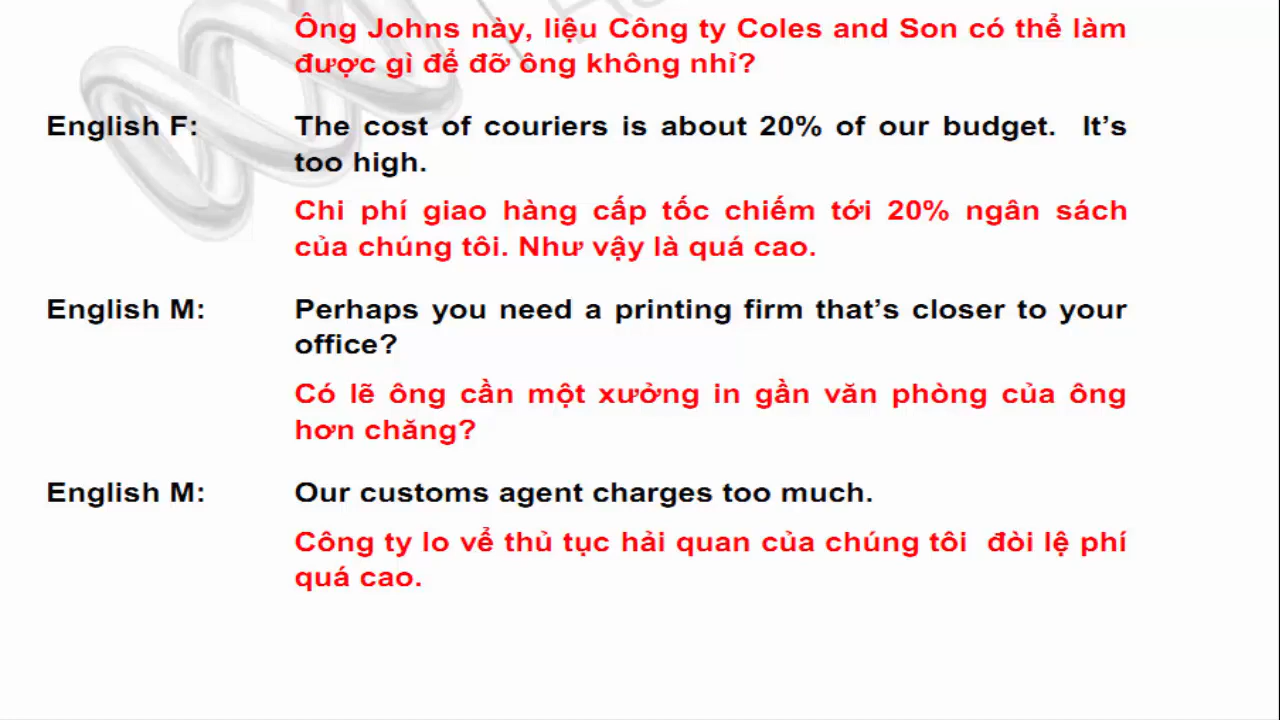 Ông Johns này, liệu Công ty Coles and Son có thể làm
được gì để đỡ ông không nhỉ?
English F: The cost of couriers is about 20% of our budget. It’s
too high.
Chi phí giao hàng cấp tốc chiếm tới 20% ngân sách
của chúng tôi. Như vậy là quá cao.
English M: Perhaps you need a printing firm that’s closer to your
office?
Có lẽ ông cần một xưởng in gần văn phòng của ông
hơn chăng?
English M: Our customs agent charges too much.
Công ty lo vể thủ tục hải quan của chúng tôi đòi lệ phí
quá cao.